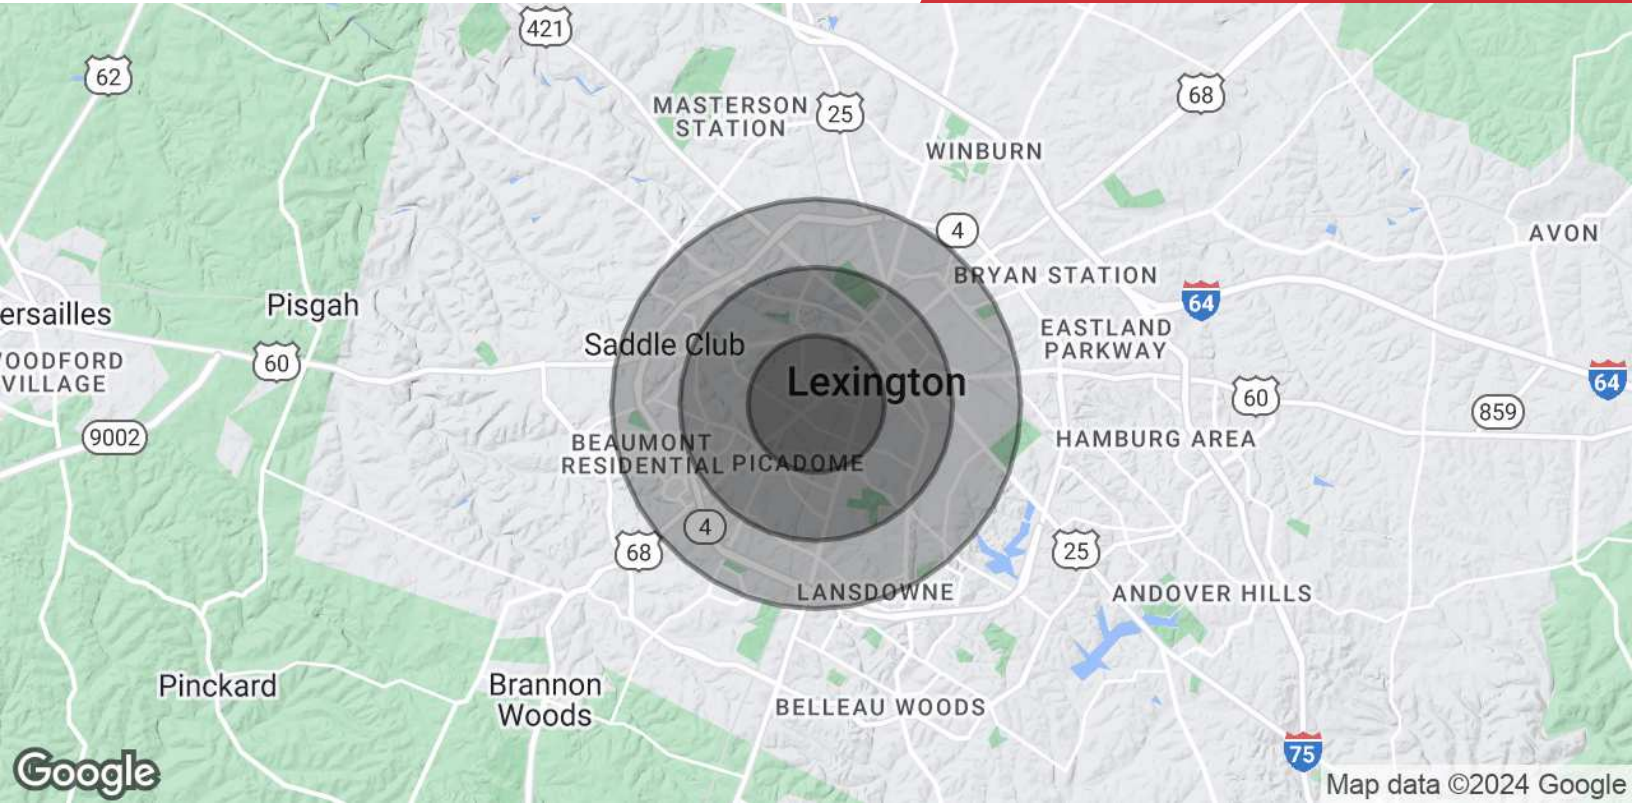 421
62
68
MASTERSON
STATION
25
WINBURN
4
AVON
BRYAN STATION
ersailles
Pisgah
64
EASTLAND
PARKWAY
Saddle Club
OODFORD
VILLAGE
60
Lexington
64
60
859
9002
BEAUMONT
RESIDENTIAL
PICADOME
HAMBURG AREA
4
68
25
LANSDOWNE
ANDOVER HILLS
Pinckard
Brannon
Woods
BELLEAU WOODS
75
Google
Map data ©2024 Google